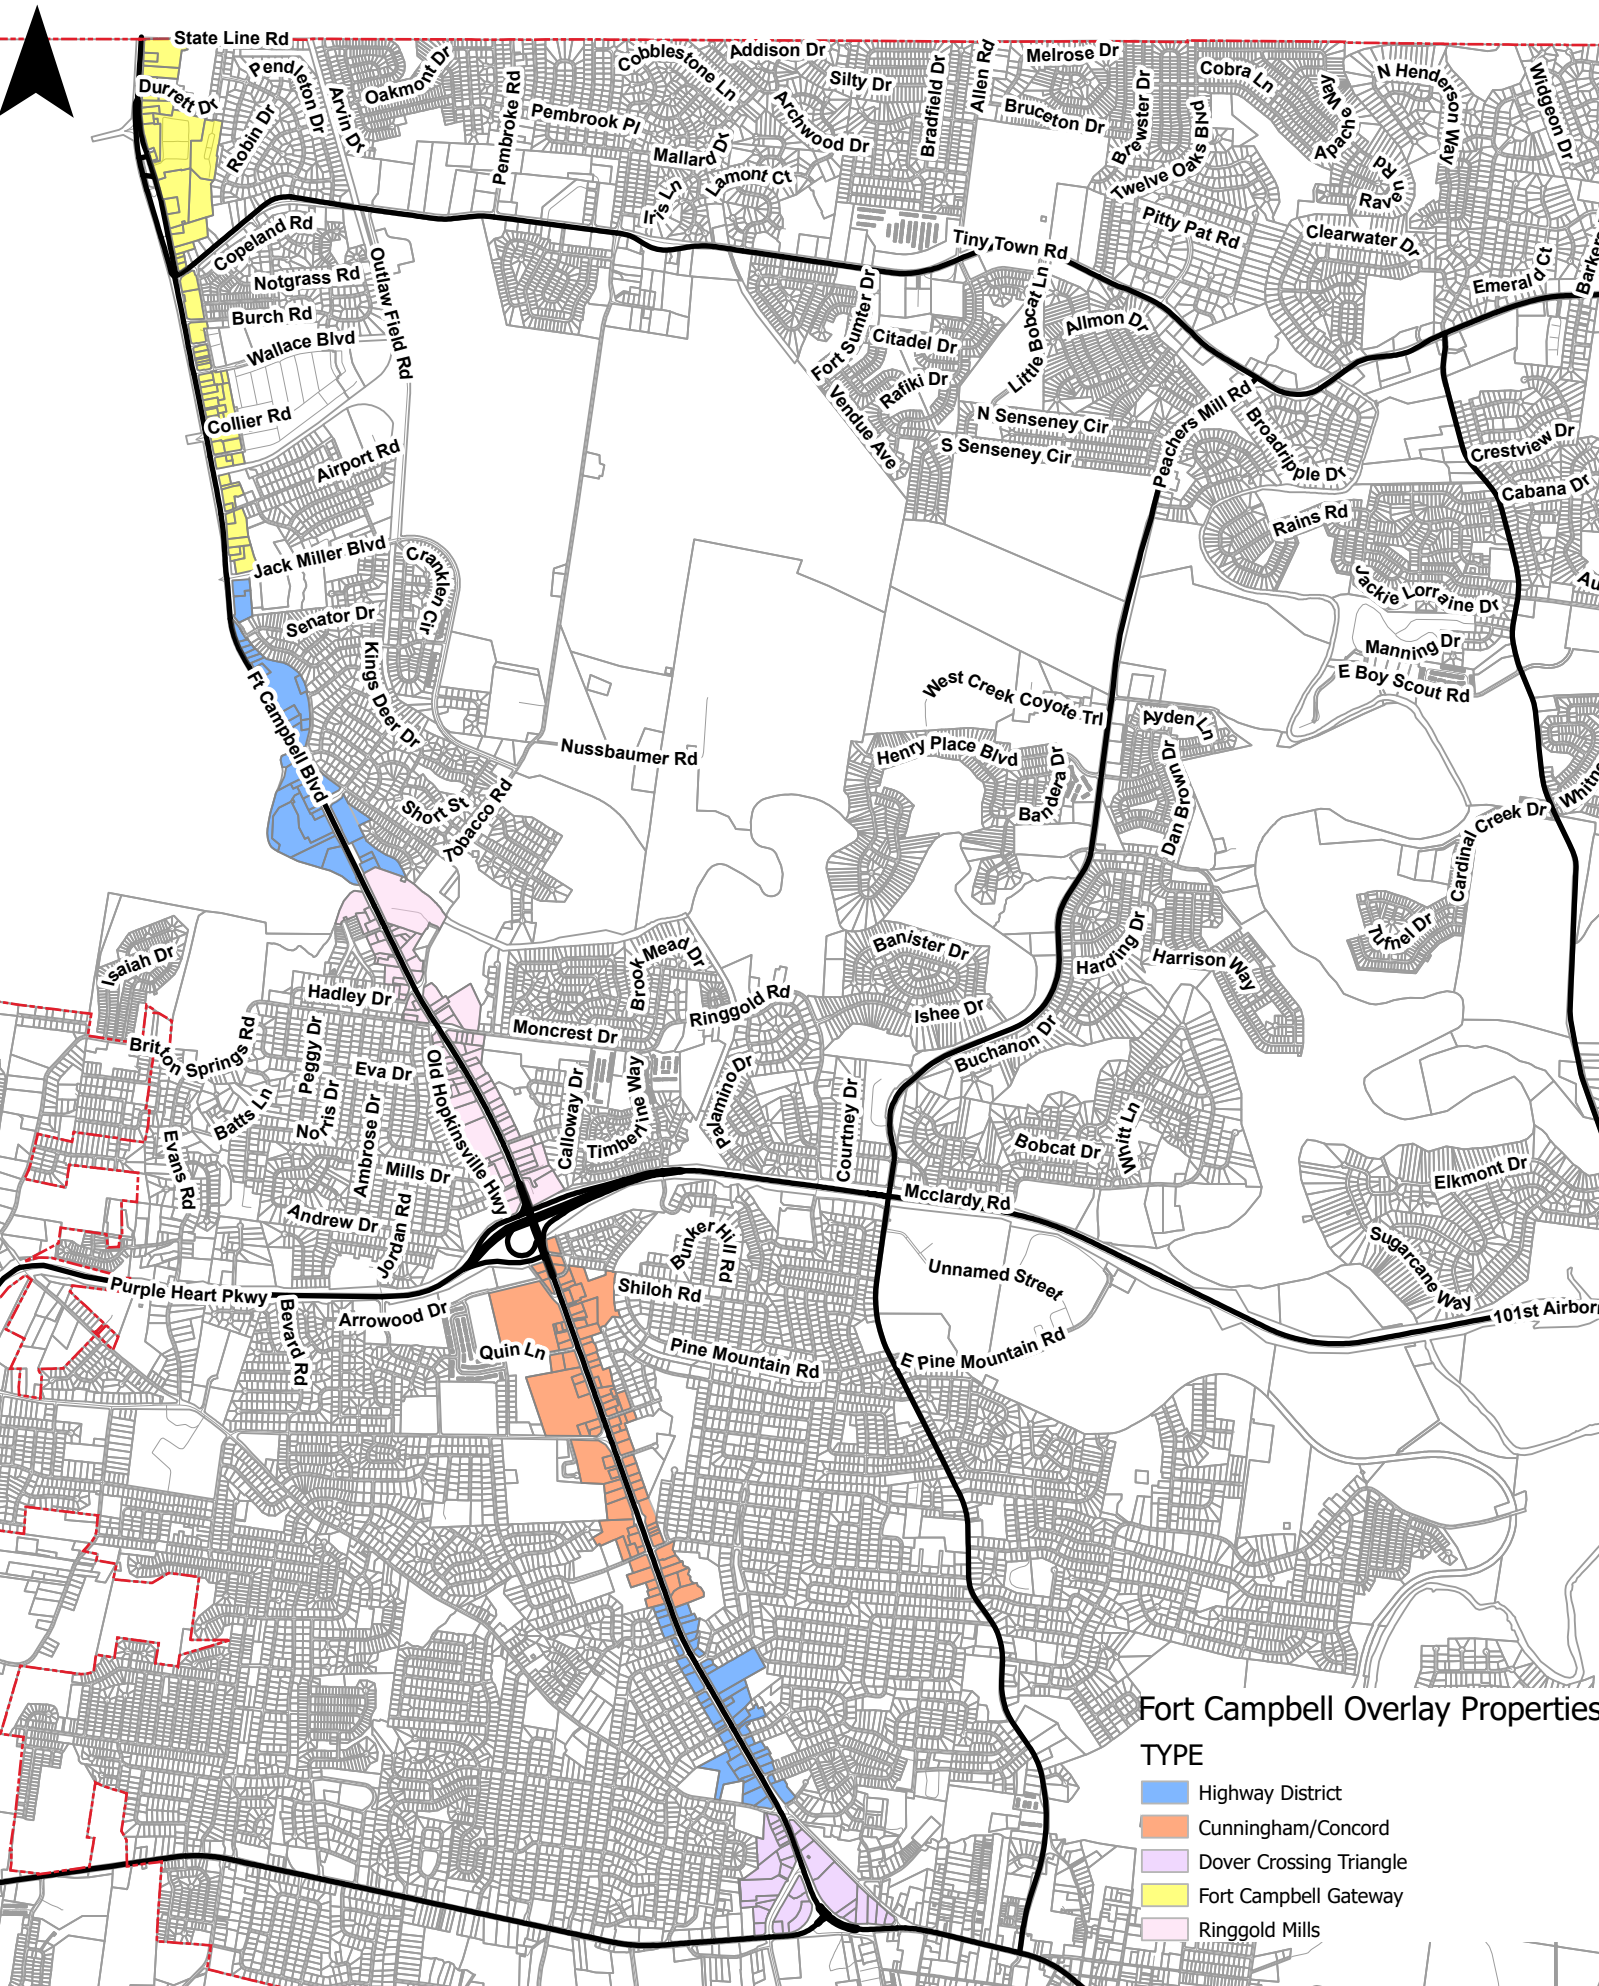 State Line Rd
Durrett Dr
Pendleton Dr
Robin Dr
Arvin Dr
Oakmont Dr
Pembroke Rd
Pembrook Pl
Cobblestone Ln
Addison Dr
Silty Dr
Archwood Dr
Mallard Dr
Lamont Ct
Iris Ln
Bradfield Dr
Allen Rd
Melrose Dr
Bruceton Dr
Brewster Dr
Twelve Oaks Blvd
Cobra Ln
Apache Way
N Henderson Way
Widgeon Dr
Raven Rd
Pitty Pat Rd
Clearwater Dr
Emerald Ct
Barker
Copeland Rd
Notgrass Rd
Burch Rd
Wallace Blvd
Outlaw Field Rd
Collier Rd
Airport Rd
Tiny Town Rd
Fort Sumter Dr
Citadel Dr
Rafiki Dr
Vendue Ave
Little Bobcat Ln
Allmon Dr
N Senseney Cir
S Senseney Cir
Peachers Mill Rd
Broadripple Dr
Crestview Dr
Cabana Dr
Rains Rd
Jackie Lorraine Dr
Au
Manning Dr
E Boy Scout Rd
Jack Miller Blvd
Cranklen Cir
Senator Dr
Kings Deer Dr
Ft Campbell Blvd
Nussbaumer Rd
Short St
Tobacco Rd
West Creek Coyote Trl
Ayden Ln
Henry Place Blvd
Bandera Dr
Dan Brown Dr
Whitne
Cardinal Creek Dr
Tufnel Dr
Isaiah Dr
Hadley Dr
Brook Mead Dr
Ringgold Rd
Moncrest Dr
Banister Dr
Ishee Dr
Harding Dr
Harrison Way
Buchanon Dr
Britton Springs Rd
Peggy Dr
Eva Dr
Old Hopkinsville Hwy
Batts Ln
Norris Dr
Ambrose Dr
Evans Rd
Mills Dr
Andrew Dr
Jordan Rd
Calloway Dr
Timberline Way
Palamino Dr
Courtney Dr
Bobcat Dr
Whitt Ln
Elkmont Dr
Mcclardy Rd
Bunker Hill Rd
Unnamed Street
Sugarcane Way
101st Airborn
Purple Heart Pkwy
Bevard Rd
Arrowood Dr
Quin Ln
Shiloh Rd
Pine Mountain Rd
E Pine Mountain Rd
Fort Campbell Overlay Properties
TYPE
Highway District
Cunningham/Concord
Dover Crossing Triangle
Fort Campbell Gateway
Ringgold Mills